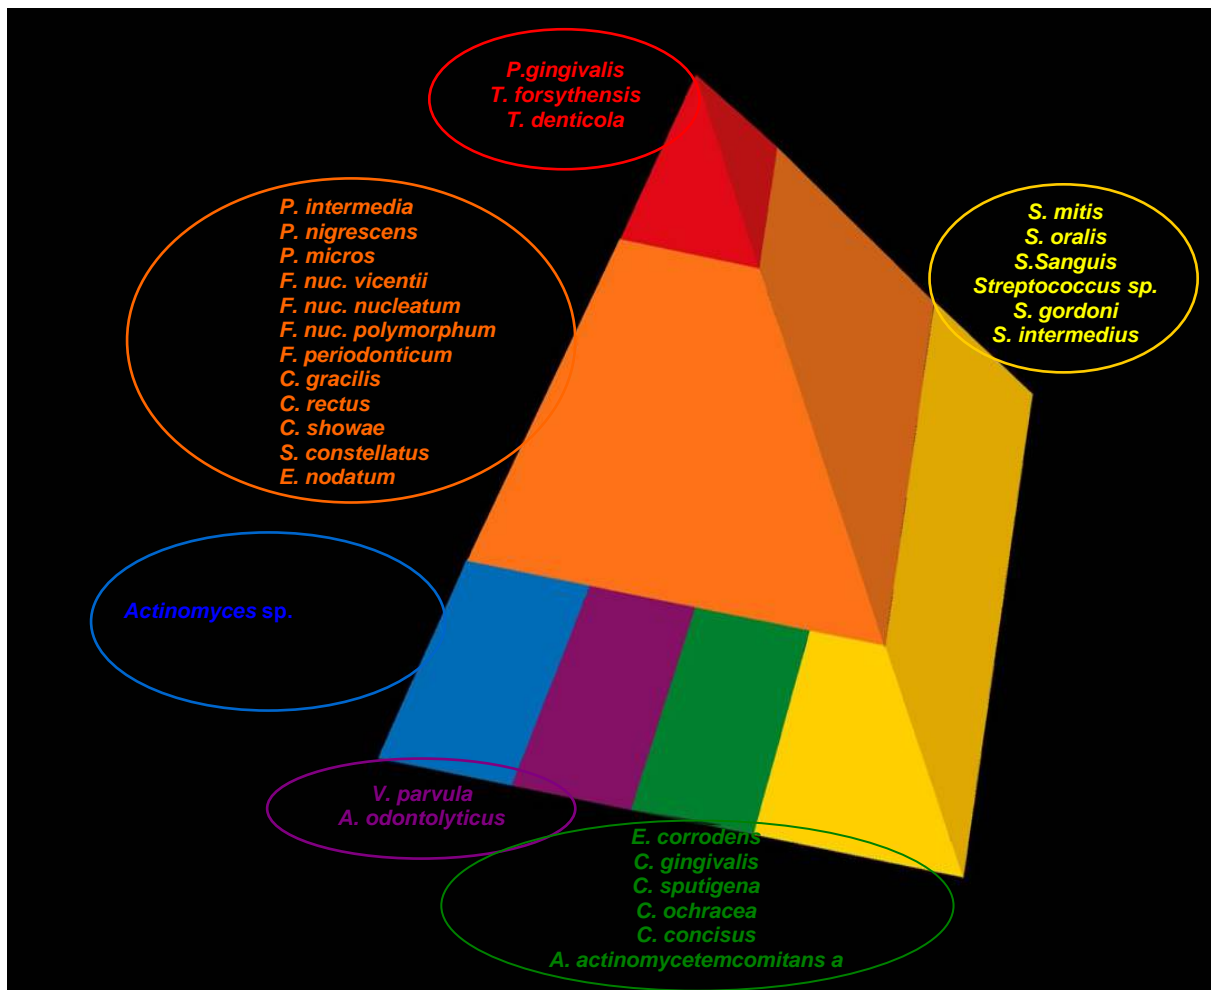 P.gingivalis
T. forsythensis
T. denticola
P. intermedia
P. nigrescens
P. micros
F. nuc. vicentii
F. nuc. nucleatum
F. nuc. polymorphum
F. periodonticum
C. gracilis
C. rectus
C. showae
S. constellatus
E. nodatum
S. mitis
S. oralis
S.Sanguis
Streptococcus sp.
S. gordoni
S. intermedius
Actinomyces sp.
V. parvula
A. odontolyticus
E. corrodens
C. gingivalis
C. sputigena
C. ochracea
C. concisus
A. actinomycetemcomitans a